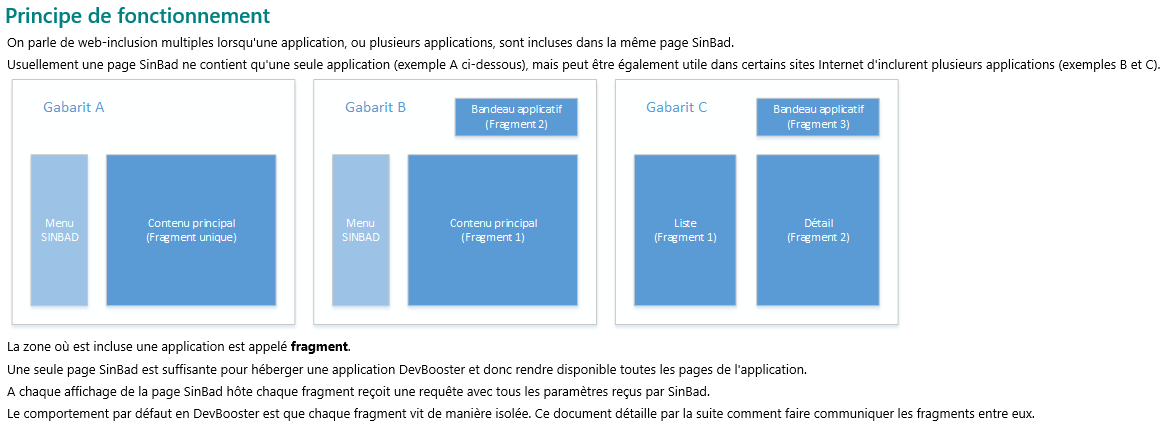 Principe de fonctionnement
On parle de web-inclusion multiples lorsqu'une application, ou plusieurs applications, sont incluses dans la même page SinBad.
Usuellement une page SinBad ne contient qu'une seule application (exemple A ci-dessous), mais peut être également utile dans certains sites Internet d'inclurent plusieurs applications (exemples B et C).
Gabarit A
Menu
SINBAD
Contenu principal
(Fragment unique)
Gabarit B
Bandeau applicatif
(Fragment 2)
Menu
SINBAD
Contenu principal
(Fragment 1)
Gabarit C
Bandeau applicatif
(Fragment 3)
Liste
(Fragment 1)
Détail
(Fragment 2)
La zone où est incluse une application est appelé fragment.
Une seule page SinBad est suffisante pour héberger une application DevBooster et donc rendre disponible toutes les pages de l'application.
A chaque affichage de la page SinBad hôte chaque fragment reçoit une requête avec tous les paramètres reçus par SinBad.
Le comportement par défaut en DevBooster est que chaque fragment vit de manière isolée. Ce document détaille par la suite comment faire communiquer les fragments entre eux.